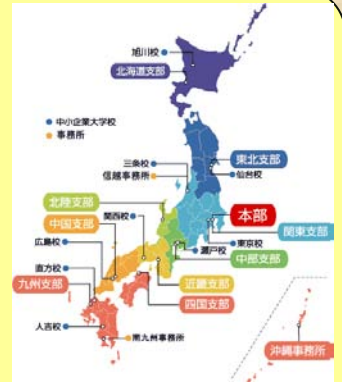 旭川校
北海道支部
中小企業大学校
事務所
三条校
信越事務所
東北支部
仙台校
北陸支部
本部
中国支部
関西校
関東支部
広島校
東京校
瀬戸校
中部支部
直方校
九州支部
近畿支部
四国支部
人吉校
南九州事務所
沖縄事務所